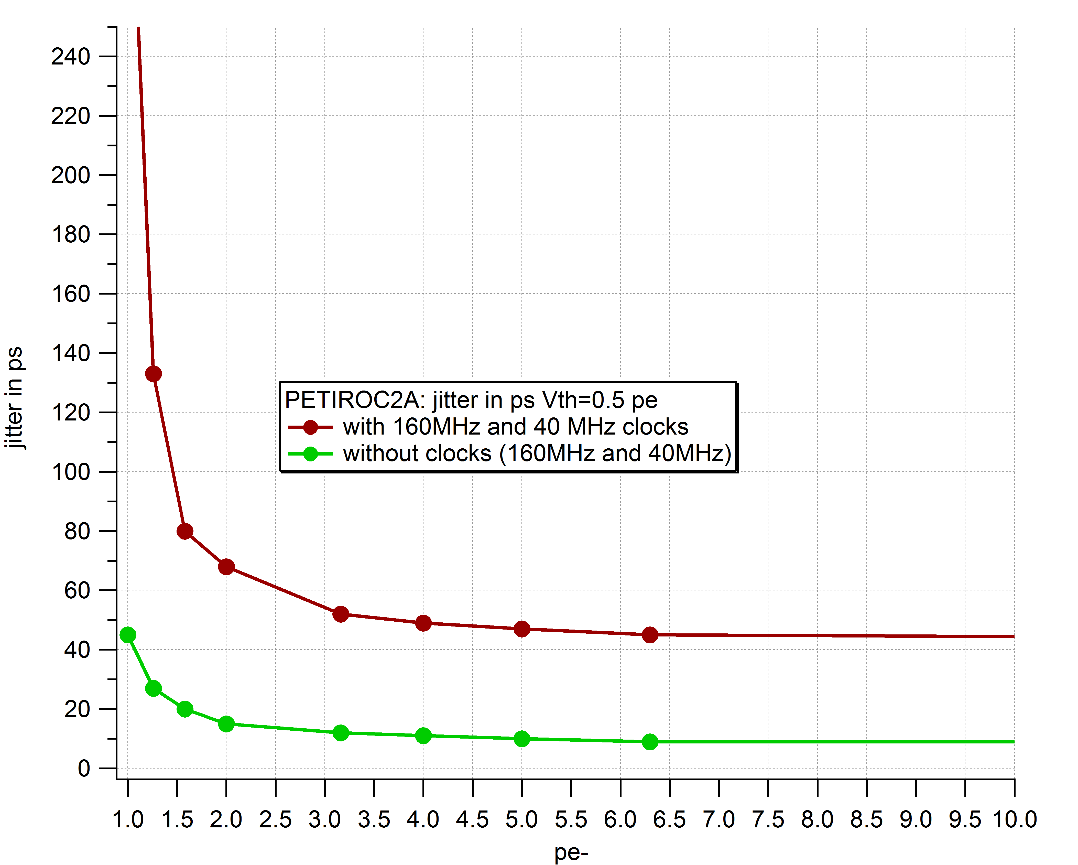 240
220
200
180
160
140
120
100
80
60
40
20
0
jitter in ps
PETIROC2A: jitter in ps Vth=0.5 pe
with 160MHz and 40 MHz clocks
without clocks (160MHz and 40MHz)
1.0 1.5 2.0 2.5 3.0 3.5 4.0 4.5 5.0 5.5 6.0 6.5 7.0 7.5 8.0 8.5 9.0 9.5 10.0
pe-